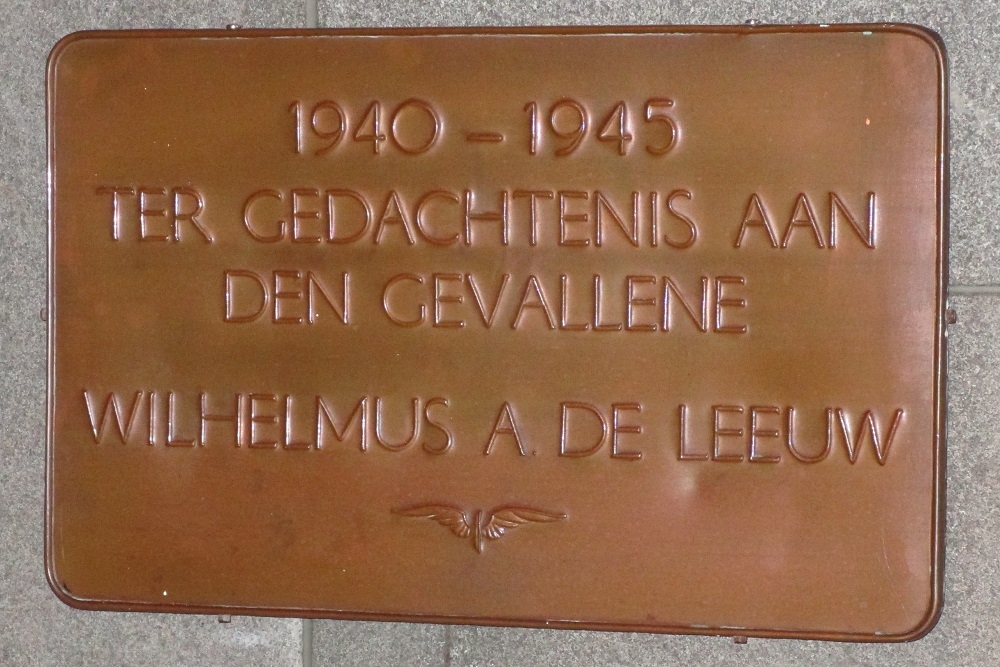 1940 – 1945
TER GEDACHTENIS AAN
DEN GEVALLENE
WILHELMUS A. DE LEEUW